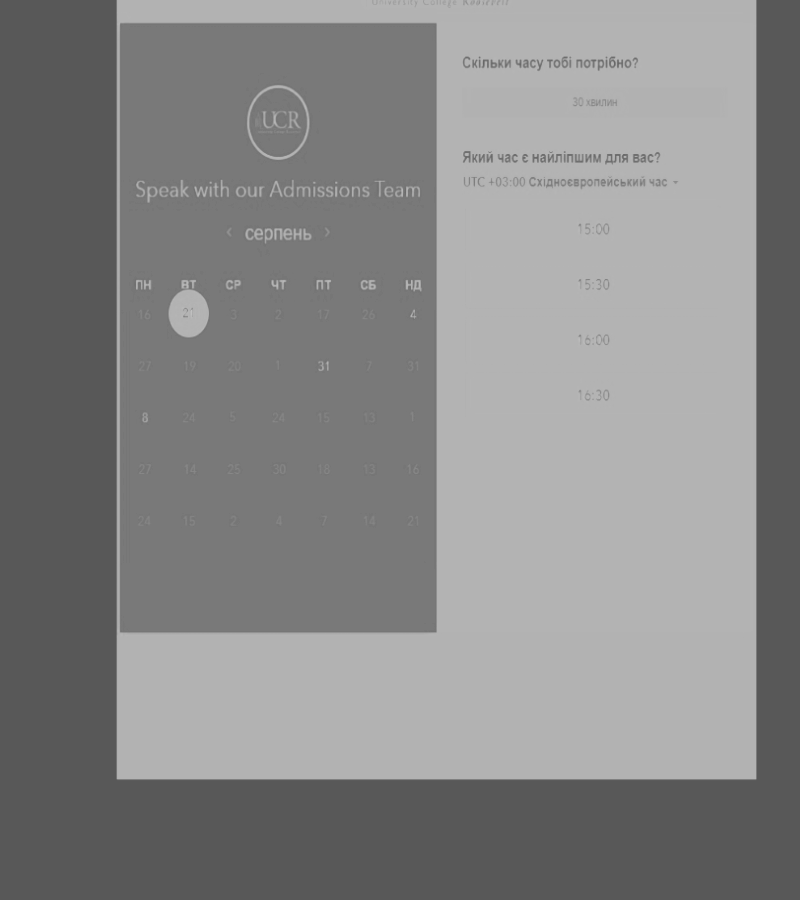 University College Roosevelt
UCR
Speak with our Admissions Team
‹ серпень ›
ПН ВТ СР ЧТ ПТ СБ НД
16 21 3 2 17 26 4
27 19 20 1 31 7 31
8 24 5 24 15 13 1
27 14 25 30 18 13 16
24 15 2 4 7 14 21
Скільки часу тобі потрібно?
30 хвилин
Який час є найліпшим для вас?
UTC +03:00 Східноєвропейський час
15:00
15:30
16:00
16:30